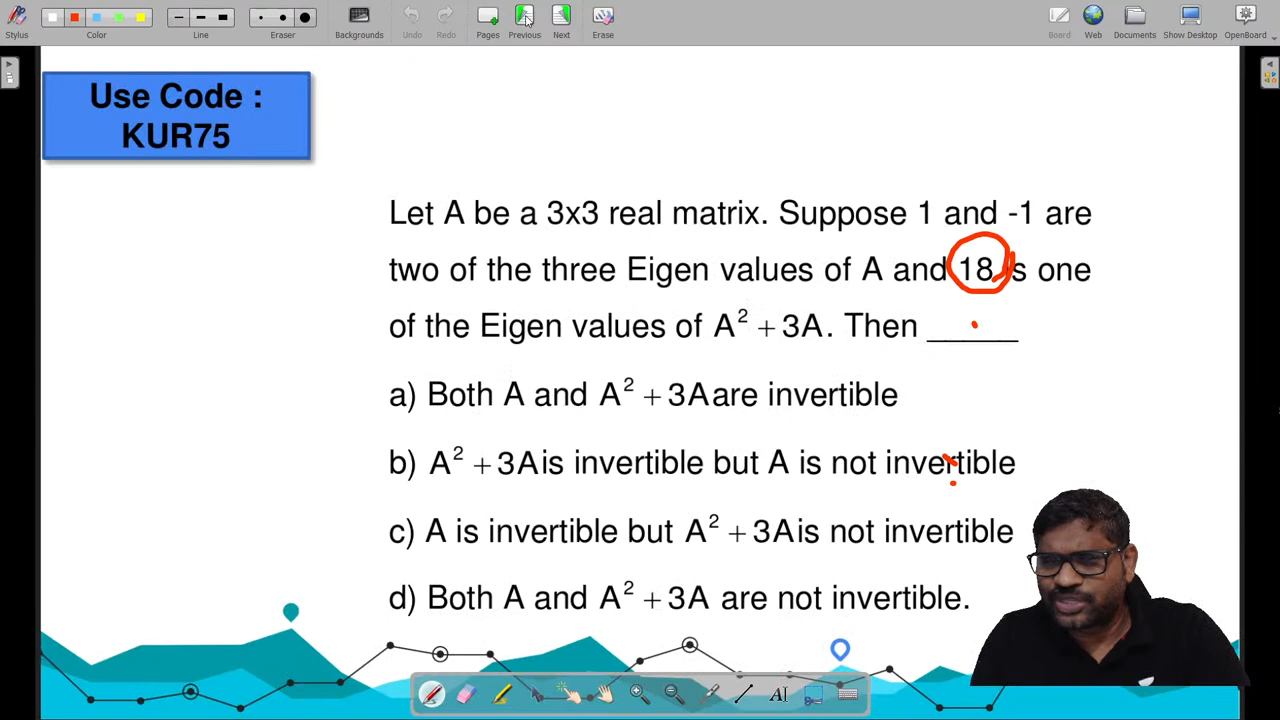 Stylus
Color
Line
Eraser
Backgrounds
Undo
Redo
Pages
Previous
Next
Erase
Board
Web
Documents
Show Desktop
OpenBoard
Use Code :
KUR75
Let A be a 3x3 real matrix. Suppose 1 and -1 are
two of the three Eigen values of A and 18 is one
of the Eigen values of A² + 3A. Then _____
a) Both A and A² + 3A are invertible
b) A² + 3A is invertible but A is not invertible
c) A is invertible but A² + 3A is not invertible
d) Both A and A² + 3A are not invertible.
AI